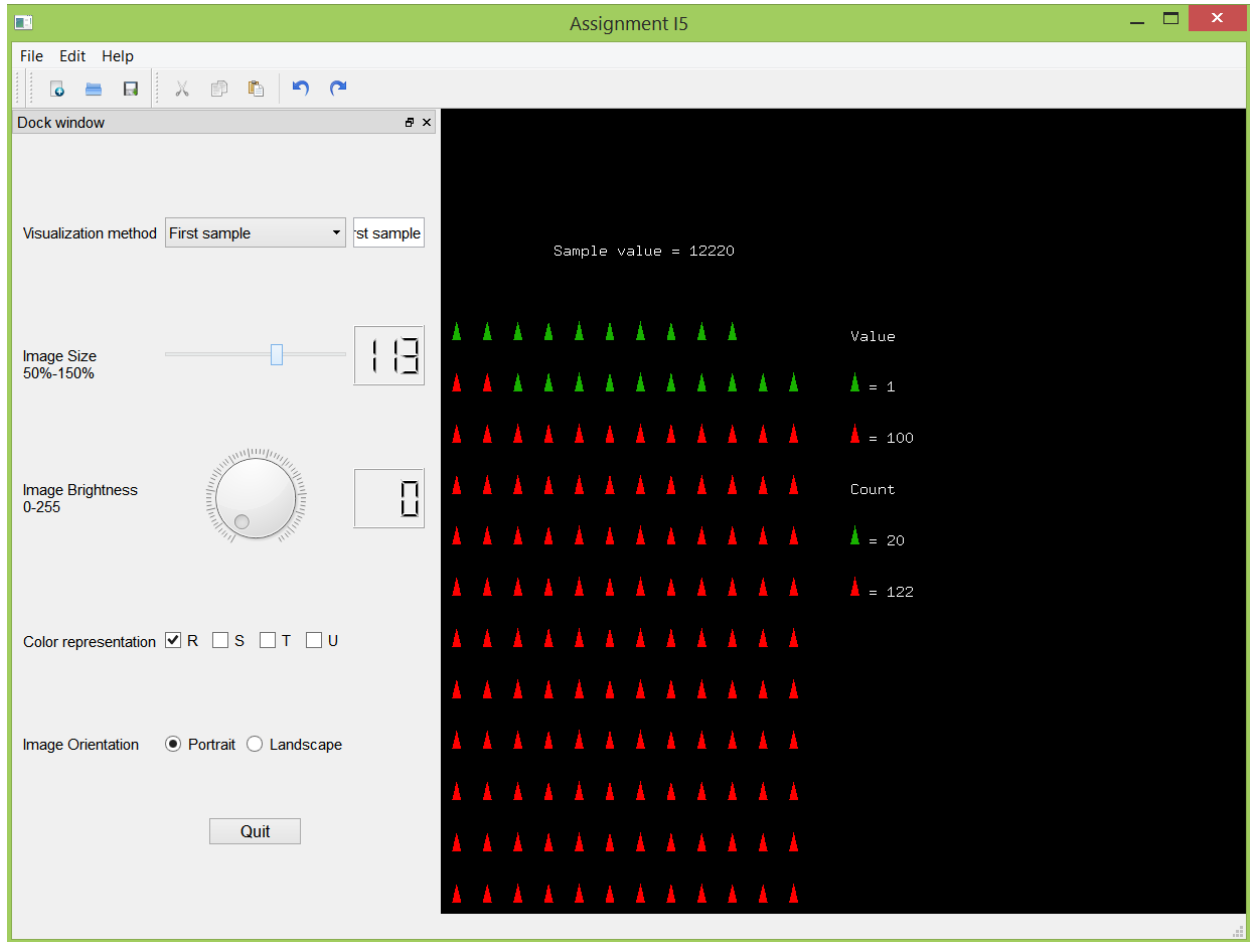 Assignment I5
File Edit Help
Dock window
Visualization method First sample rst sample
Image Size
50%-150%
113
Image Brightness
0-255
0
Color representation R S T U
Image Orientation Portrait Landscape
Quit
Sample value = 12220
Value
= 1
= 100
Count
= 20
= 122